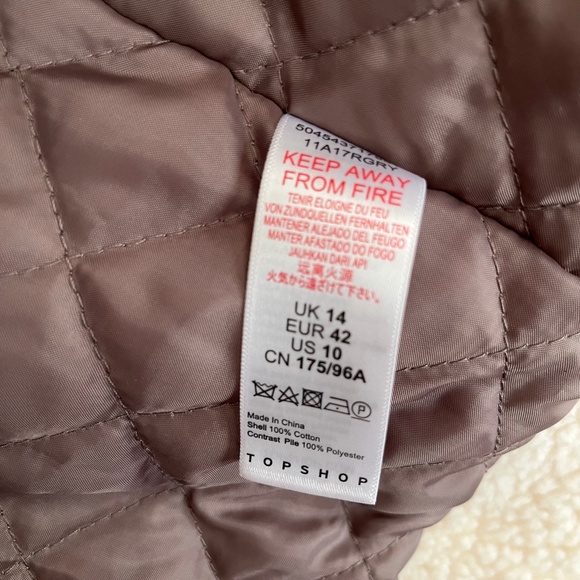 11A17RGRY
KEEP AWAY
FROM FIRE
TENIR ELOIGNE DU FEU
VON ZUNDQUELLEN FERNHALTEN
MANTENER ALEJADO DEL FEUGO
MANTER AFASTADO DO FOGO
JAUHKAN DARI API
远离火源
火気から遠ざけて下さい。
UK 14
EUR 42
US 10
CN 175/96A
Made in China
Shell 100% Cotton
Contrast Pile 100% Polyester
TOPSHOP